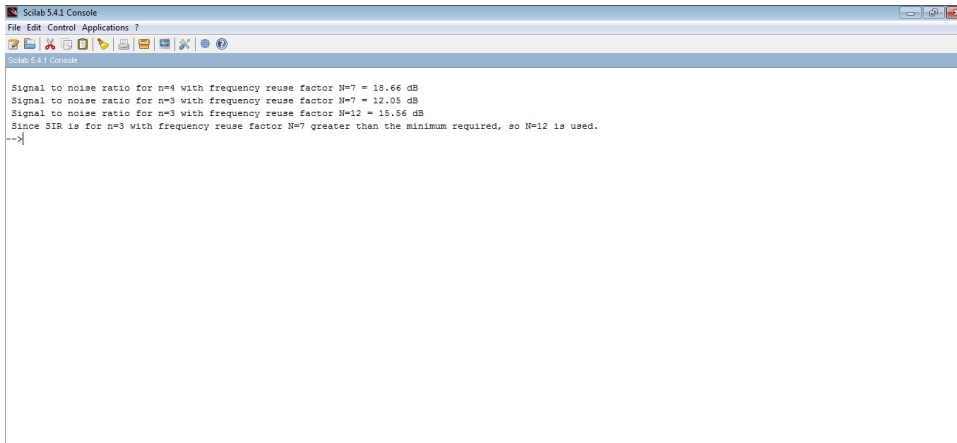 Scilab 5.4.1 Console
File Edit Control Applications ?
Scilab 5.4.1 Console
Signal to noise ratio for n=4 with frequency reuse factor N=7 = 18.66 dB
Signal to noise ratio for n=3 with frequency reuse factor N=7 = 12.05 dB
Signal to noise ratio for n=3 with frequency reuse factor N=12 = 15.56 dB
Since SIR is for n=3 with frequency reuse factor N=7 greater than the minimum required, so N=12 is used.
-->